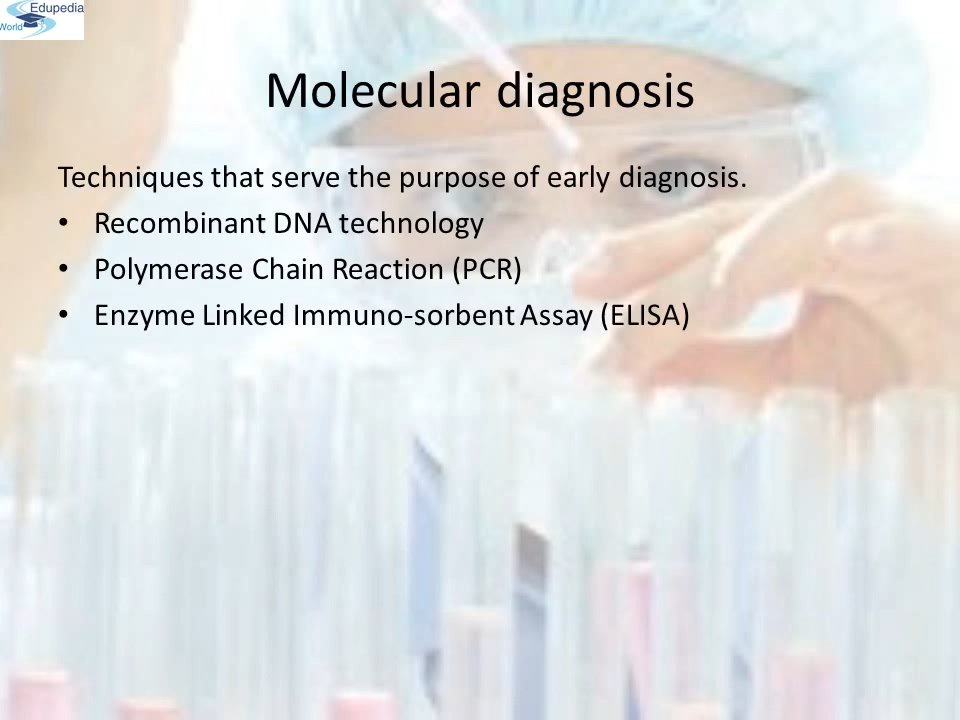 Edupedia
World
Molecular diagnosis
Techniques that serve the purpose of early diagnosis.
• Recombinant DNA technology
• Polymerase Chain Reaction (PCR)
• Enzyme Linked Immuno-sorbent Assay (ELISA)